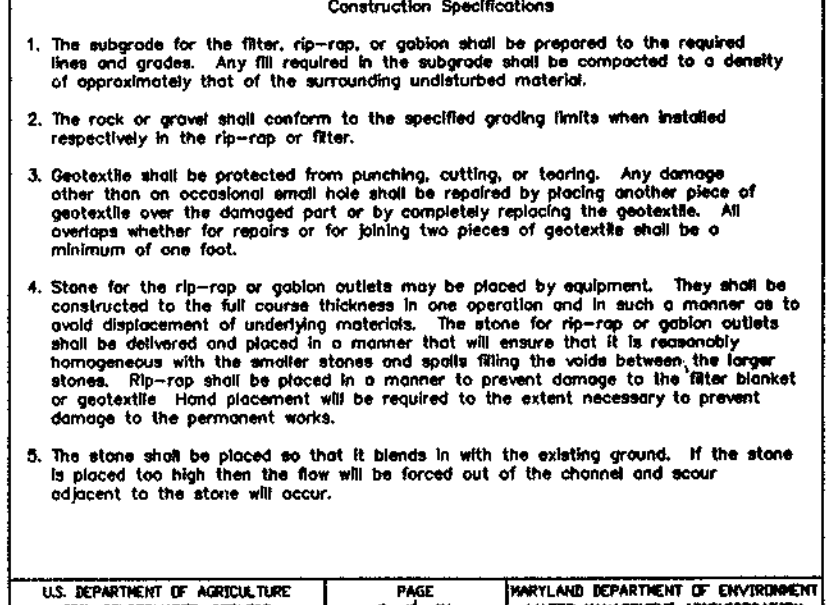 Construction Specifications
1. The subgrade for the filter, rip-rap, or gabion shall be prepared to the required
lines and grades. Any fill required in the subgrade shall be compacted to a density
of approximately that of the surrounding undisturbed material.
2. The rock or gravel shall conform to the specified grading limits when installed
respectively in the rip-rap or filter.
3. Geotextile shall be protected from punching, cutting, or tearing. Any damage
other than an occasional small hole shall be repaired by placing another piece of
geotextile over the damaged part or by completely replacing the geotextile. All
overlaps whether for repairs or for joining two pieces of geotextile shall be a
minimum of one foot.
4. Stone for the rip-rap or gabion outlets may be placed by equipment. They shall be
constructed to the full course thickness in one operation and in such a manner as to
avoid displacement of underlying materials. The stone for rip-rap or gabion outlets
shall be delivered and placed in a manner that will ensure that it is reasonably
homogeneous with the smaller stones and spalls filling the voids between the larger
stones. Rip-rap shall be placed in a manner to prevent damage to the filter blanket
or geotextile Hand placement will be required to the extent necessary to prevent
damage to the permanent works.
5. The stone shall be placed so that it blends in with the existing ground. If the stone
is placed too high then the flow will be forced out of the channel and scour
adjacent to the stone will occur.
U.S. DEPARTMENT OF AGRICULTURE
PAGE
MARYLAND DEPARTMENT OF ENVIRONMENT